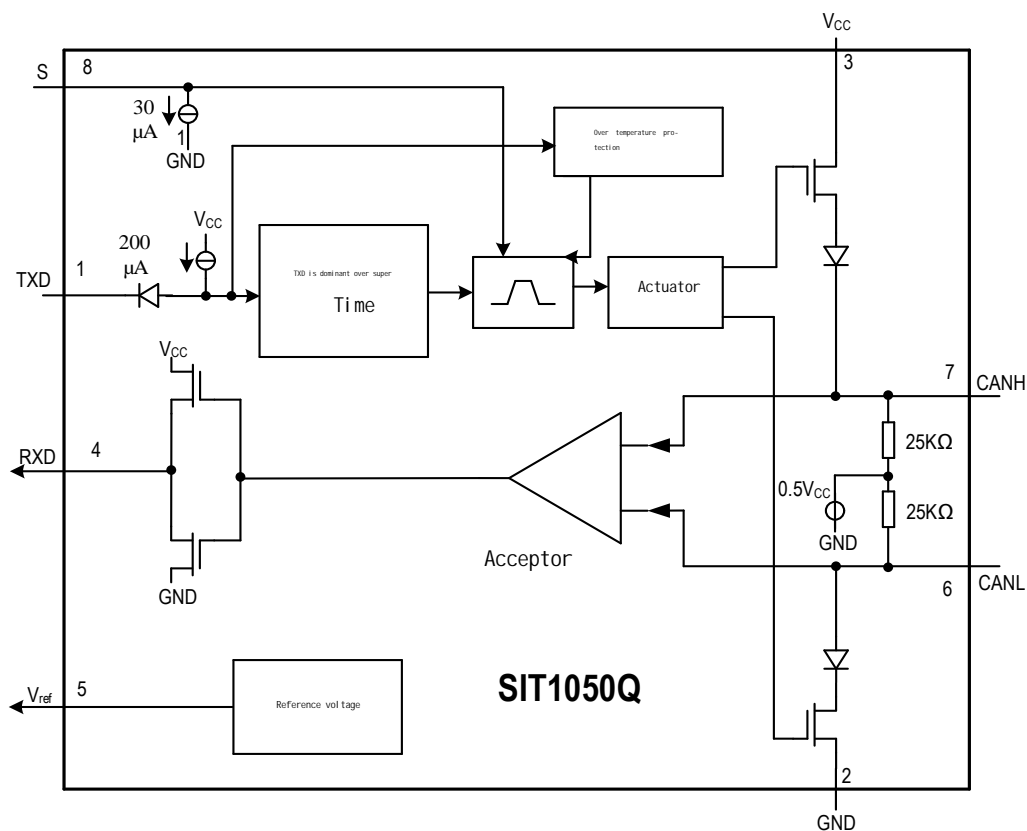 V_CC
3
8
S
30
μA
1
GND
Over temperature pro-
tection
V_CC
200
μA
1
TXD
TXD is dominant over super
Time
Actuator
V_CC
7
CANH
4
RXD
25KΩ
0.5V_CC
25KΩ
GND
Acceptor
GND
6
CANL
5
V_ref
Reference voltage
SIT1050Q
2
GND